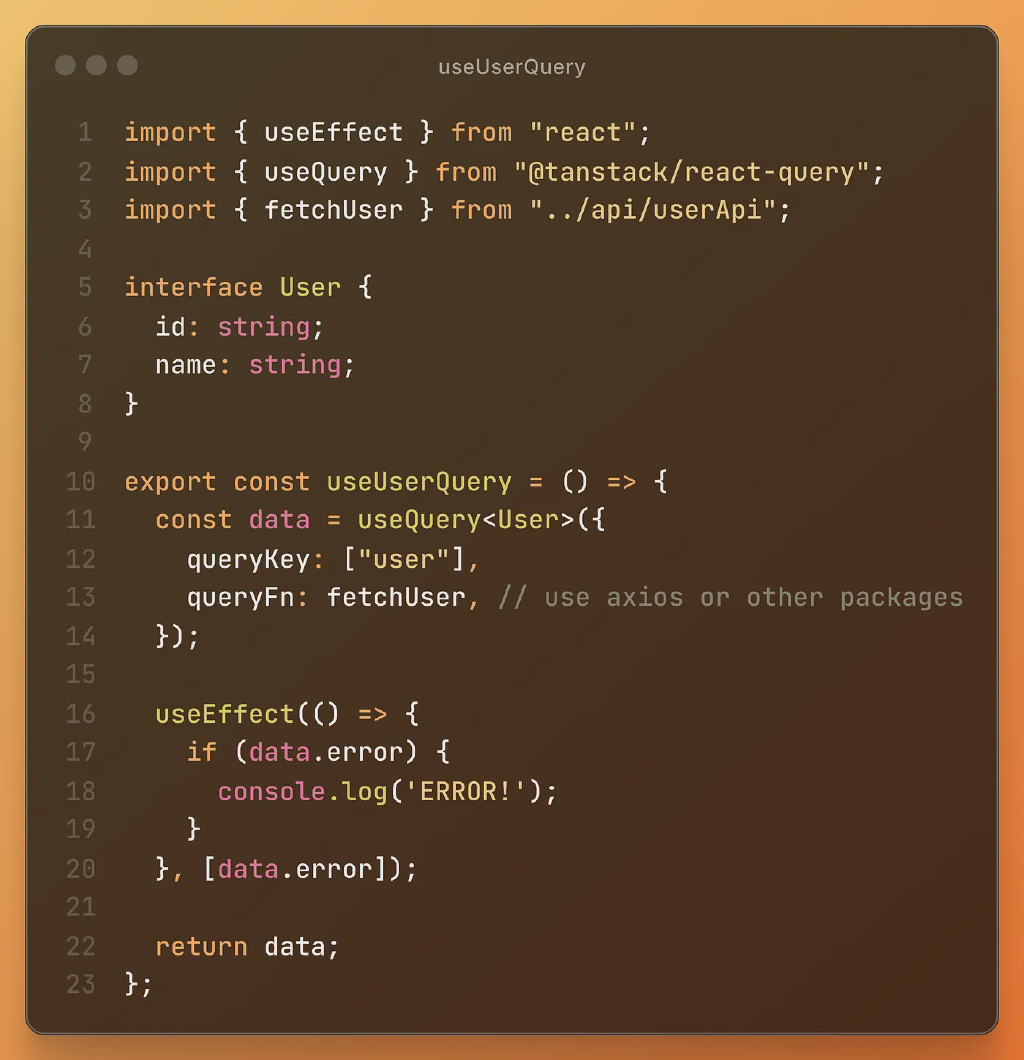 useUserQuery
1 import { useEffect } from "react";
2 import { useQuery } from "@tanstack/react-query";
3 import { fetchUser } from "../api/userApi";
4
5 interface User {
6   id: string;
7   name: string;
8 }
9
10 export const useUserQuery = () => {
11   const data = useQuery<User>({
12     queryKey: ["user"],
13     queryFn: fetchUser, // use axios or other packages
14   });
15
16   useEffect(() => {
17     if (data.error) {
18       console.log('ERROR!');
19     }
20   }, [data.error]);
21
22   return data;
23 };